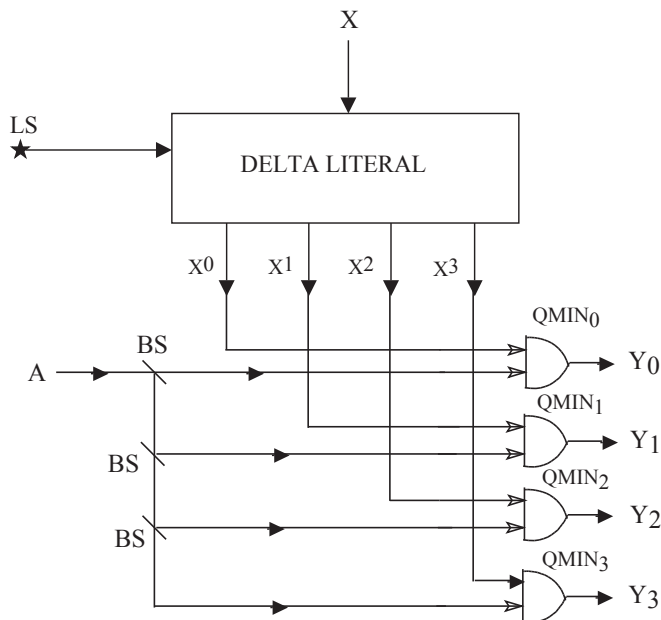 X
LS
DELTA LITERAL
X0 X1 X2 X3
QMIN0
BS
A
Y0
QMIN1
BS
Y1
QMIN2
BS
Y2
QMIN3
Y3